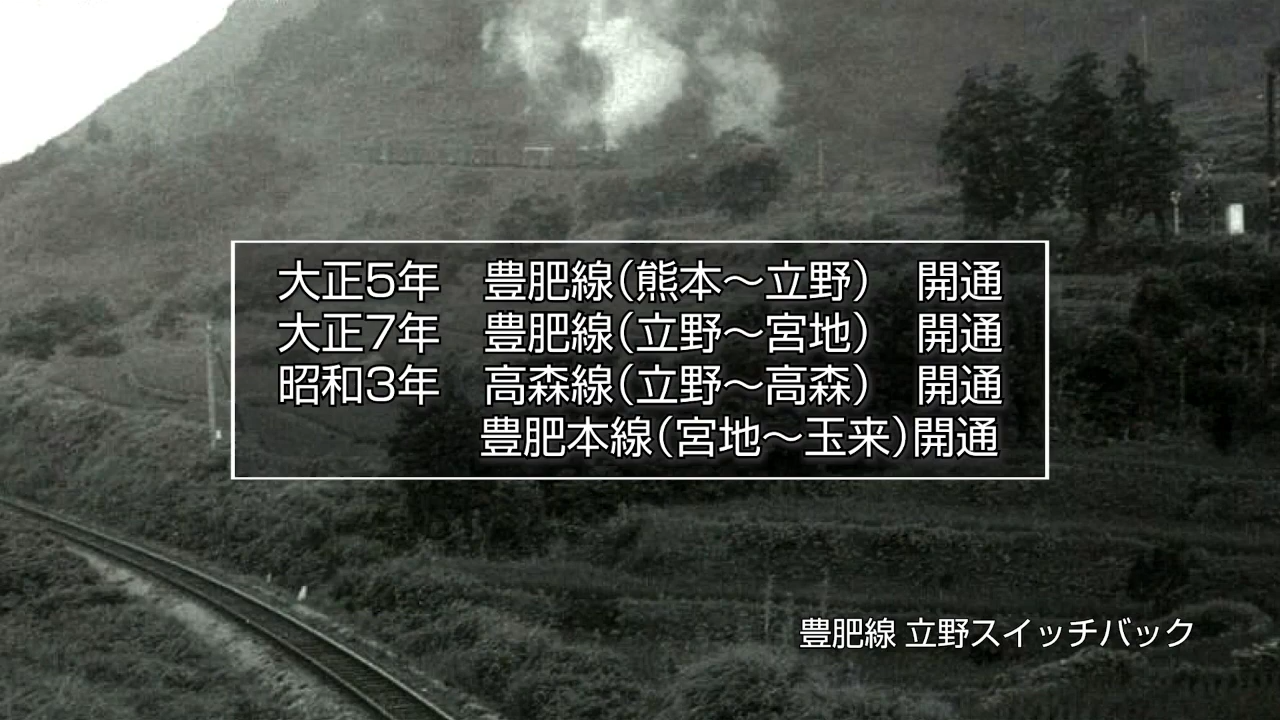 大正5年　豊肥線(熊本～立野)　開通
大正7年　豊肥線(立野～宮地)　開通
昭和3年　高森線(立野～高森)　開通
豊肥本線(宮地～玉来)開通
豊肥線 立野スイッチバック